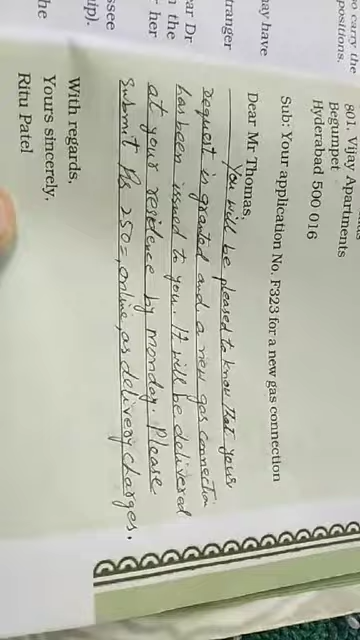 o carry the
positions.
ay have
tranger
ar Dr
n the
her
ssee
ip).
he
801, Vijay Apartments
Begumpet
Hyderabad 500 016
Sub: Your application No. F323 for a new gas connection
Dear Mr Thomas,
You will be pleased to know that your
request is granted and a new gas connection
has been issued to you. It will be delivered
at your residence by monday. Please
submit Rs 250=, online, as delivery charges.
With regards,
Yours sincerely,
Ritu Patel